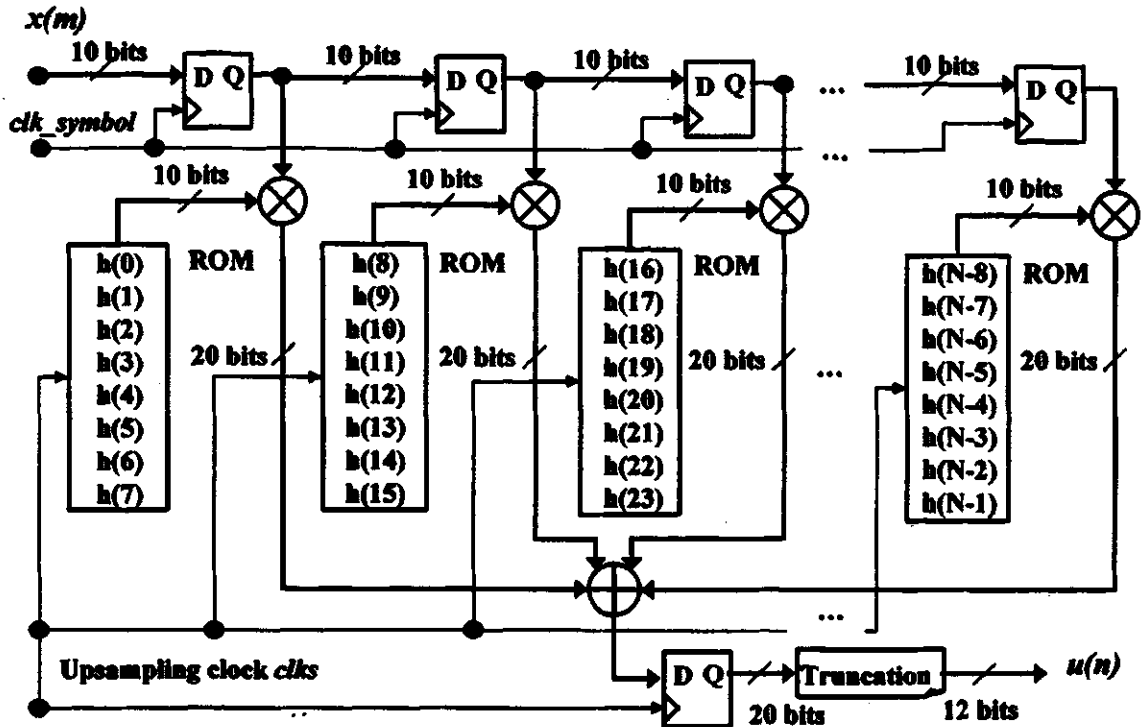 x(m)
10 bits 10 bits 10 bits ... 10 bits
D Q D Q D Q D Q
clk_symbol
...
10 bits 10 bits 10 bits 10 bits
ROM ROM ROM ROM
h(0) h(8) h(16) h(N-8)
h(1) h(9) h(17) h(N-7)
h(2) h(10) h(18) h(N-6)
h(3) h(11) h(19) h(N-5)
h(4) h(12) h(20) h(N-4)
h(5) h(13) h(21) h(N-3)
h(6) h(14) h(22) h(N-2)
h(7) h(15) h(23) h(N-1)
20 bits 20 bits 20 bits 20 bits
...
...
Upsampling clock clks
D Q
20 bits
Truncation
12 bits
u(n)